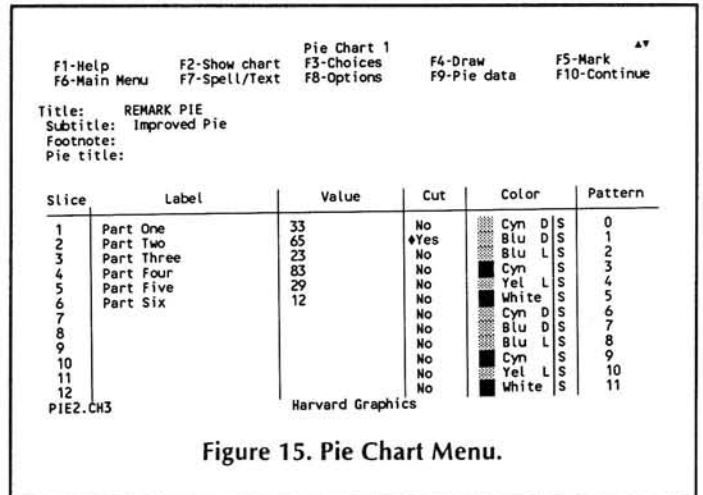 Pie Chart 1 ▲▼
F1-Help F2-Show chart F3-Choices F4-Draw F5-Mark
F6-Main Menu F7-Spell/Text F8-Options F9-Pie data F10-Continue
Title: REMARK PIE
Subtitle: Improved Pie
Footnote:
Pie title:
Slice Label Value Cut Color Pattern
1 Part One 33 No Cyn D S 0
2 Part Two 65 ♦Yes Blu D S 1
3 Part Three 23 No Blu L S 2
4 Part Four 83 No Cyn S 3
5 Part Five 29 No Yel L S 4
6 Part Six 12 No White S 5
7 No Cyn D S 6
8 No Blu D S 7
9 No Blu L S 8
10 No Cyn S 9
11 No Yel L S 10
12 No White S 11
PIE2.CH3 Harvard Graphics
Figure 15. Pie Chart Menu.